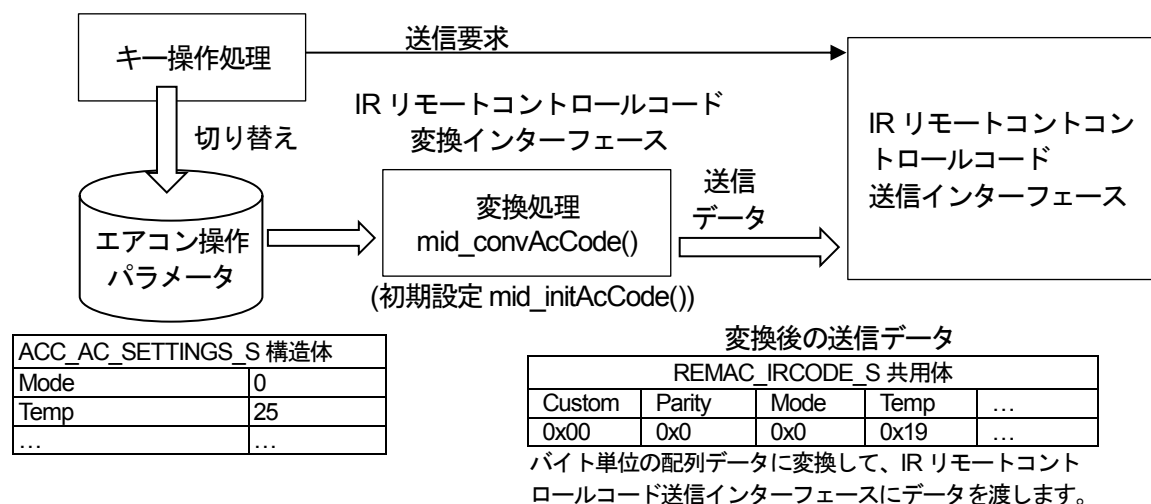 キー操作処理
送信要求
IR リモートコントロールコード
変換インターフェース
切り替え
IR リモートコントコン
トロールコード
送信インターフェース
エアコン操作
パラメータ
変換処理
mid_convAcCode()
送信
データ
(初期設定 mid_initAcCode())
ACC_AC_SETTINGS_S 構造体
Mode 0
Temp 25
… …
変換後の送信データ
REMAC_IRCODE_S 共用体
Custom Parity Mode Temp …
0x00 0x0 0x0 0x19 …
バイト単位の配列データに変換して、IR リモートコント
ロールコード送信インターフェースにデータを渡します。